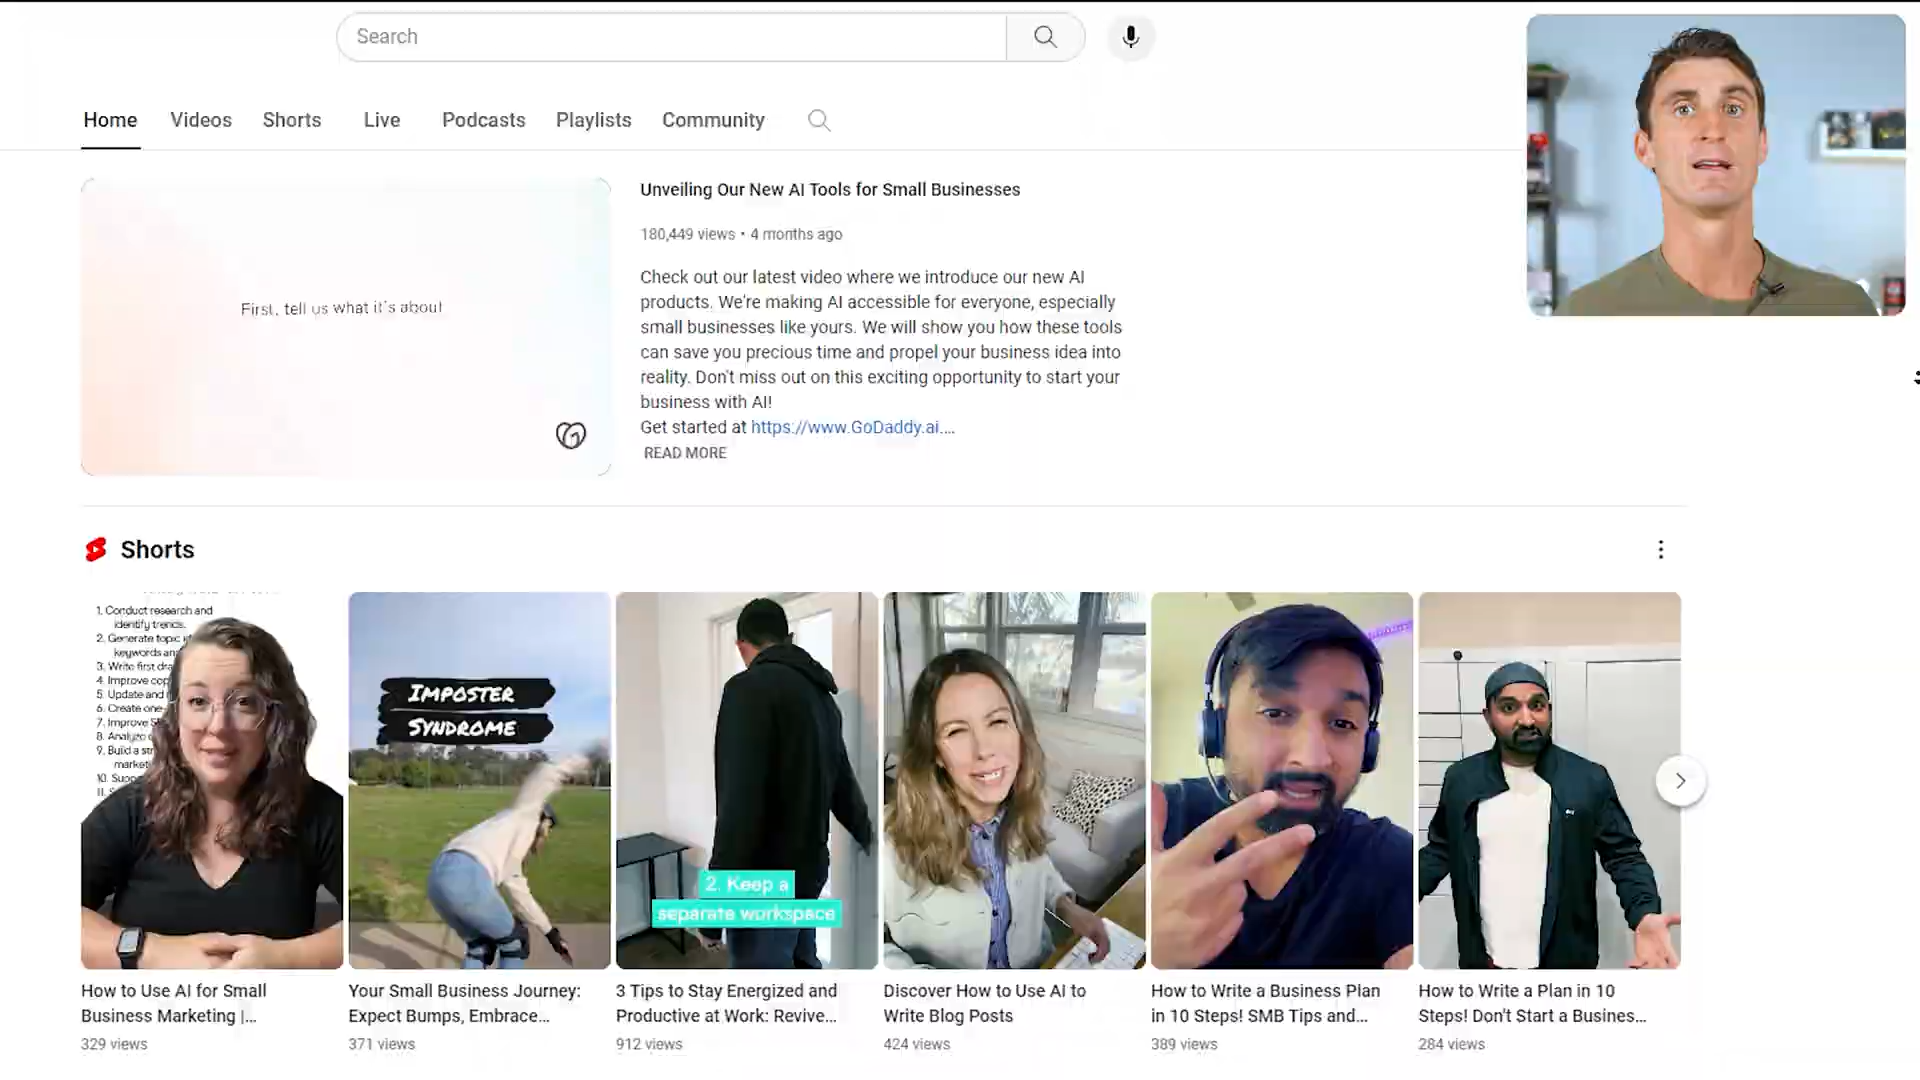 Search
Home Videos Shorts Live Podcasts Playlists Community
First, tell us what it's about
Unveiling Our New AI Tools for Small Businesses
180,449 views • 4 months ago
Check out our latest video where we introduce our new AI
products. We're making AI accessible for everyone, especially
small businesses like yours. We will show you how these tools
can save you precious time and propel your business idea into
reality. Don't miss out on this exciting opportunity to start your
business with AI!
Get started at https://www.GoDaddy.ai....
READ MORE
Shorts
1. Conduct research and
identify trends.
2. Generate topic
keywords
3. Write first
4. Improve
5. Update and
6. Create one-
7. Improve
8. Analyze
9. Build a
10.
11.
IMPOSTER
SYNDROME
2. Keep a
separate workspace
How to Use AI for Small
Business Marketing |...
329 views
Your Small Business Journey:
Expect Bumps, Embrace...
371 views
3 Tips to Stay Energized and
Productive at Work: Revive...
912 views
Discover How to Use AI to
Write Blog Posts
424 views
How to Write a Business Plan
in 10 Steps! SMB Tips and...
389 views
How to Write a Plan in 10
Steps! Don't Start a Busines...
284 views